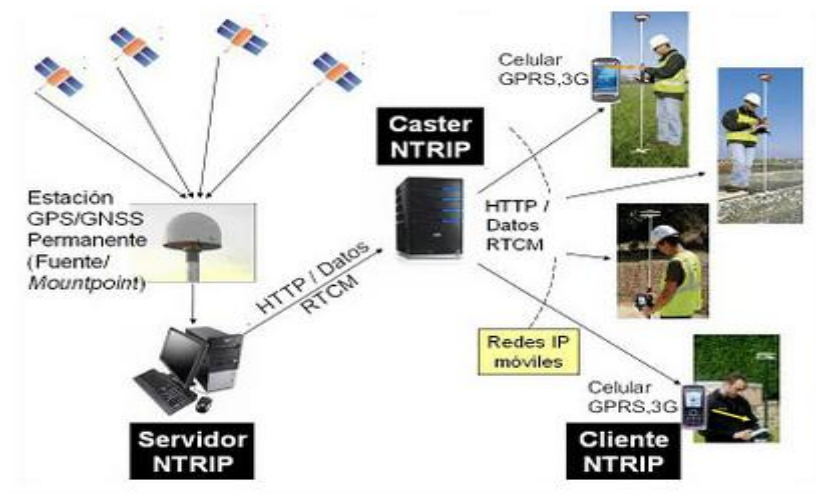 Celular
GPRS,3G
Caster
NTRIP
Estación
GPS/GNSS
Permanente
(Fuente/
Mountpoint)
HTTP / Datos
RTCM
HTTP /
Datos
RTCM
Redes IP
móviles
Celular
GPRS,3G
Servidor
NTRIP
Cliente
NTRIP